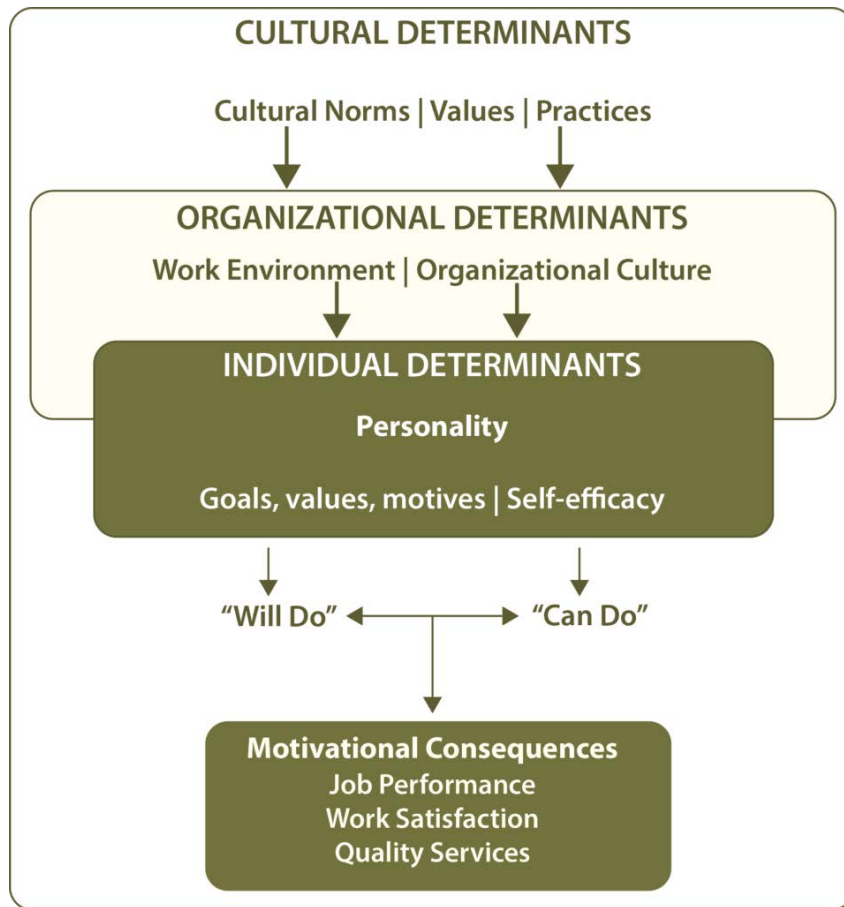 CULTURAL DETERMINANTS
Cultural Norms | Values | Practices
ORGANIZATIONAL DETERMINANTS
Work Environment | Organizational Culture
INDIVIDUAL DETERMINANTS
Personality
Goals, values, motives | Self-efficacy
“Will Do” “Can Do”
Motivational Consequences
Job Performance
Work Satisfaction
Quality Services